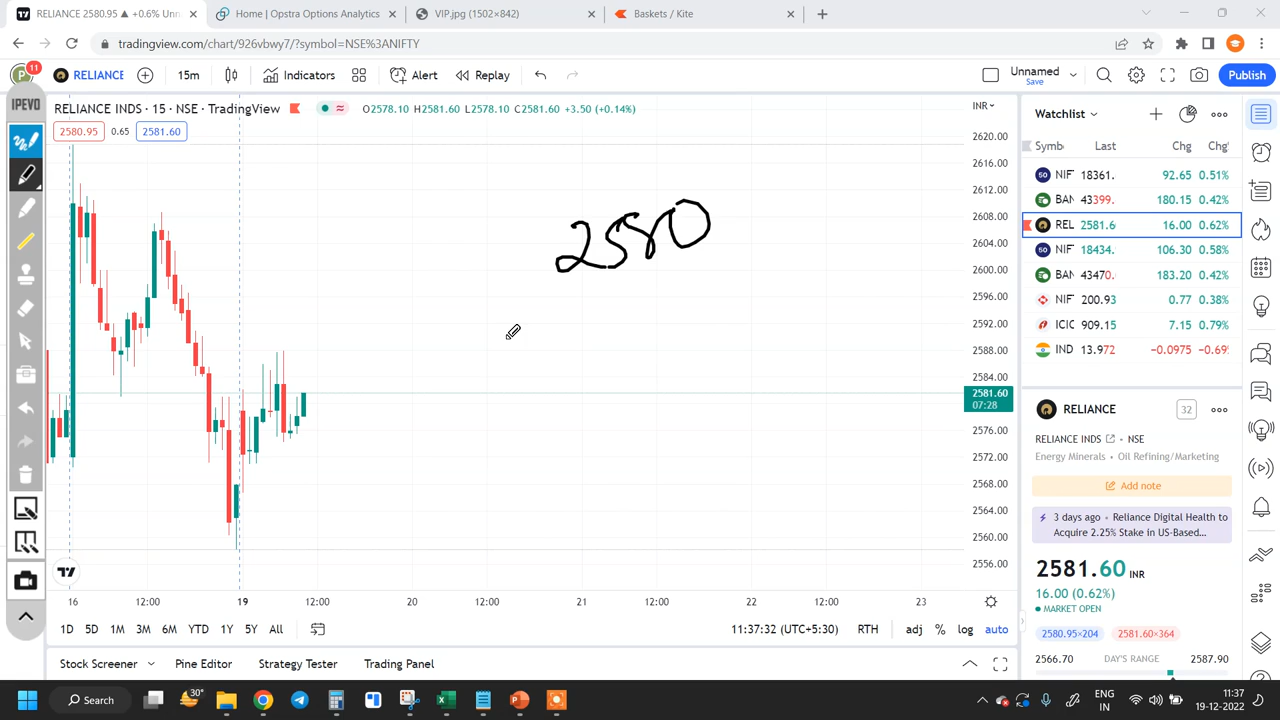 RELIANCE 2580.95 ▲ +0.6% Unn
Home | Opstra Options Analytics
VIP.jpg (1502×842)
Baskets / Kite
tradingview.com/chart/926vbwy7/?symbol=NSE%3ANIFTY
P 11
RELIANCE
15m
Indicators
Alert
Replay
Unnamed
Save
Publish
IPEVO
RELIANCE INDS · 15 · NSE · TradingView
O2578.10 H2581.60 L2578.10 C2581.60 +3.50 (+0.14%)
2580.95 0.65 2581.60
2580
INR
2620.00
2616.00
2612.00
2608.00
2604.00
2600.00
2596.00
2592.00
2588.00
2584.00
2581.60
07:28
2576.00
2572.00
2568.00
2564.00
2560.00
2556.00
16 12:00 19 12:00 20 12:00 21 12:00 22 12:00 23
1D 5D 1M 3M 6M YTD 1Y 5Y All
11:37:32 (UTC+5:30) RTH adj % log auto
Stock Screener Pine Editor Strategy Tester Trading Panel
Watchlist
Symb Last Chg Chg%
NIF 18361. 92.65 0.51%
BAN 43399. 180.15 0.42%
REL 2581.6 16.00 0.62%
NIF 18434. 106.30 0.58%
BAN 43470. 183.20 0.42%
NIF 200.93 0.77 0.38%
ICIC 909.15 7.15 0.79%
IND 13.972 −0.0975 −0.69
RELIANCE 32
RELIANCE INDS · NSE
Energy Minerals · Oil Refining/Marketing
Add note
3 days ago · Reliance Digital Health to
Acquire 2.25% Stake in US-Based...
2581.60 INR
16.00 (0.62%)
MARKET OPEN
2580.95×204 2581.60×364
2566.70 DAY'S RANGE 2587.90
Search
30°
ENG
IN
11:37
19-12-2022